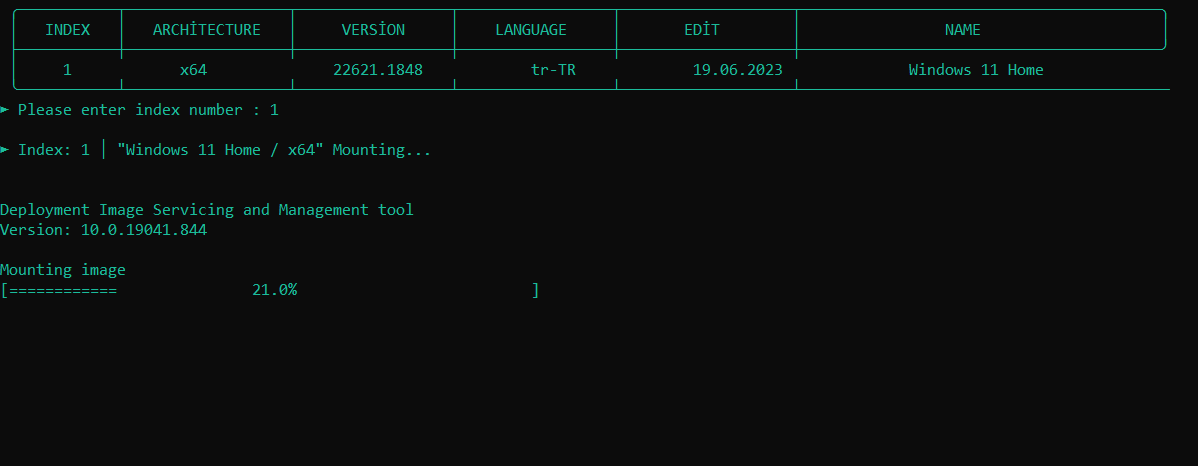 INDEX ARCHİTECTURE VERSİON LANGUAGE EDİT NAME
1 x64 22621.1848 tr-TR 19.06.2023 Windows 11 Home
► Please enter index number : 1
► Index: 1 │ "Windows 11 Home / x64" Mounting...
Deployment Image Servicing and Management tool
Version: 10.0.19041.844
Mounting image
[============ 21.0% ]